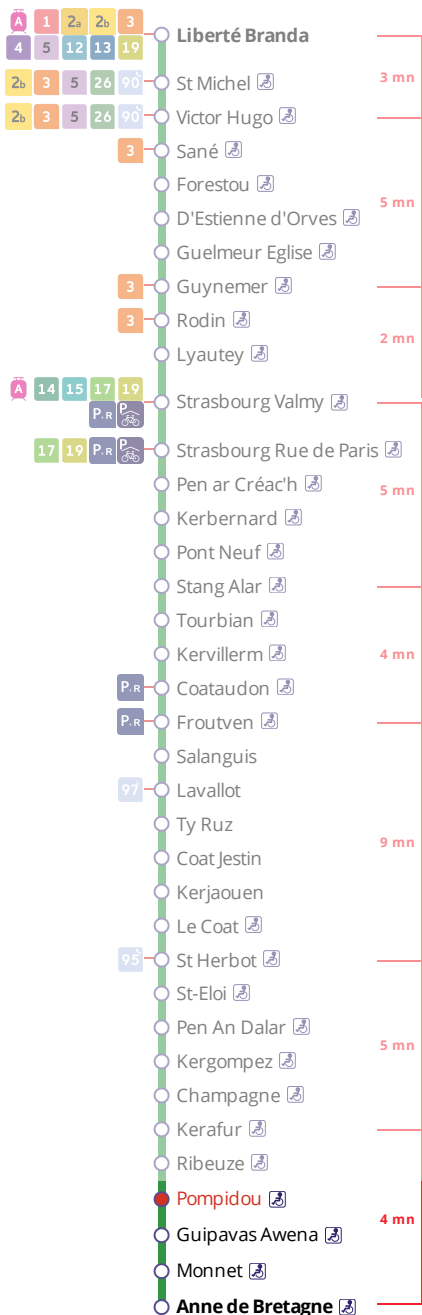 A 1 2a 2b 3
Liberté Branda
4 5 12 13 19
3 mn
2b 3 5 26 90 St Michel
2b 3 5 26 90 Victor Hugo
3 Sané
Forestou
5 mn
D'Estienne d'Orves
Guelmeur Eglise
3 Guynemer
3 Rodin
2 mn
Lyautey
A 14 15 17 19
Strasbourg Valmy
P+R P
17 19 P+R P Strasbourg Rue de Paris
Pen ar Créac'h
5 mn
Kerbernard
Pont Neuf
Stang Alar
Tourbian
Kervillerm
4 mn
P+R Coataudon
P+R Froutven
Salanguis
97 Lavallot
Ty Ruz
9 mn
Coat Jestin
Kerjaouen
Le Coat
95 St Herbot
St-Eloi
Pen An Dalar
5 mn
Kergompez
Champagne
Kerafur
Ribeuze
Pompidou
4 mn
Guipavas Awena
Monnet
Anne de Bretagne